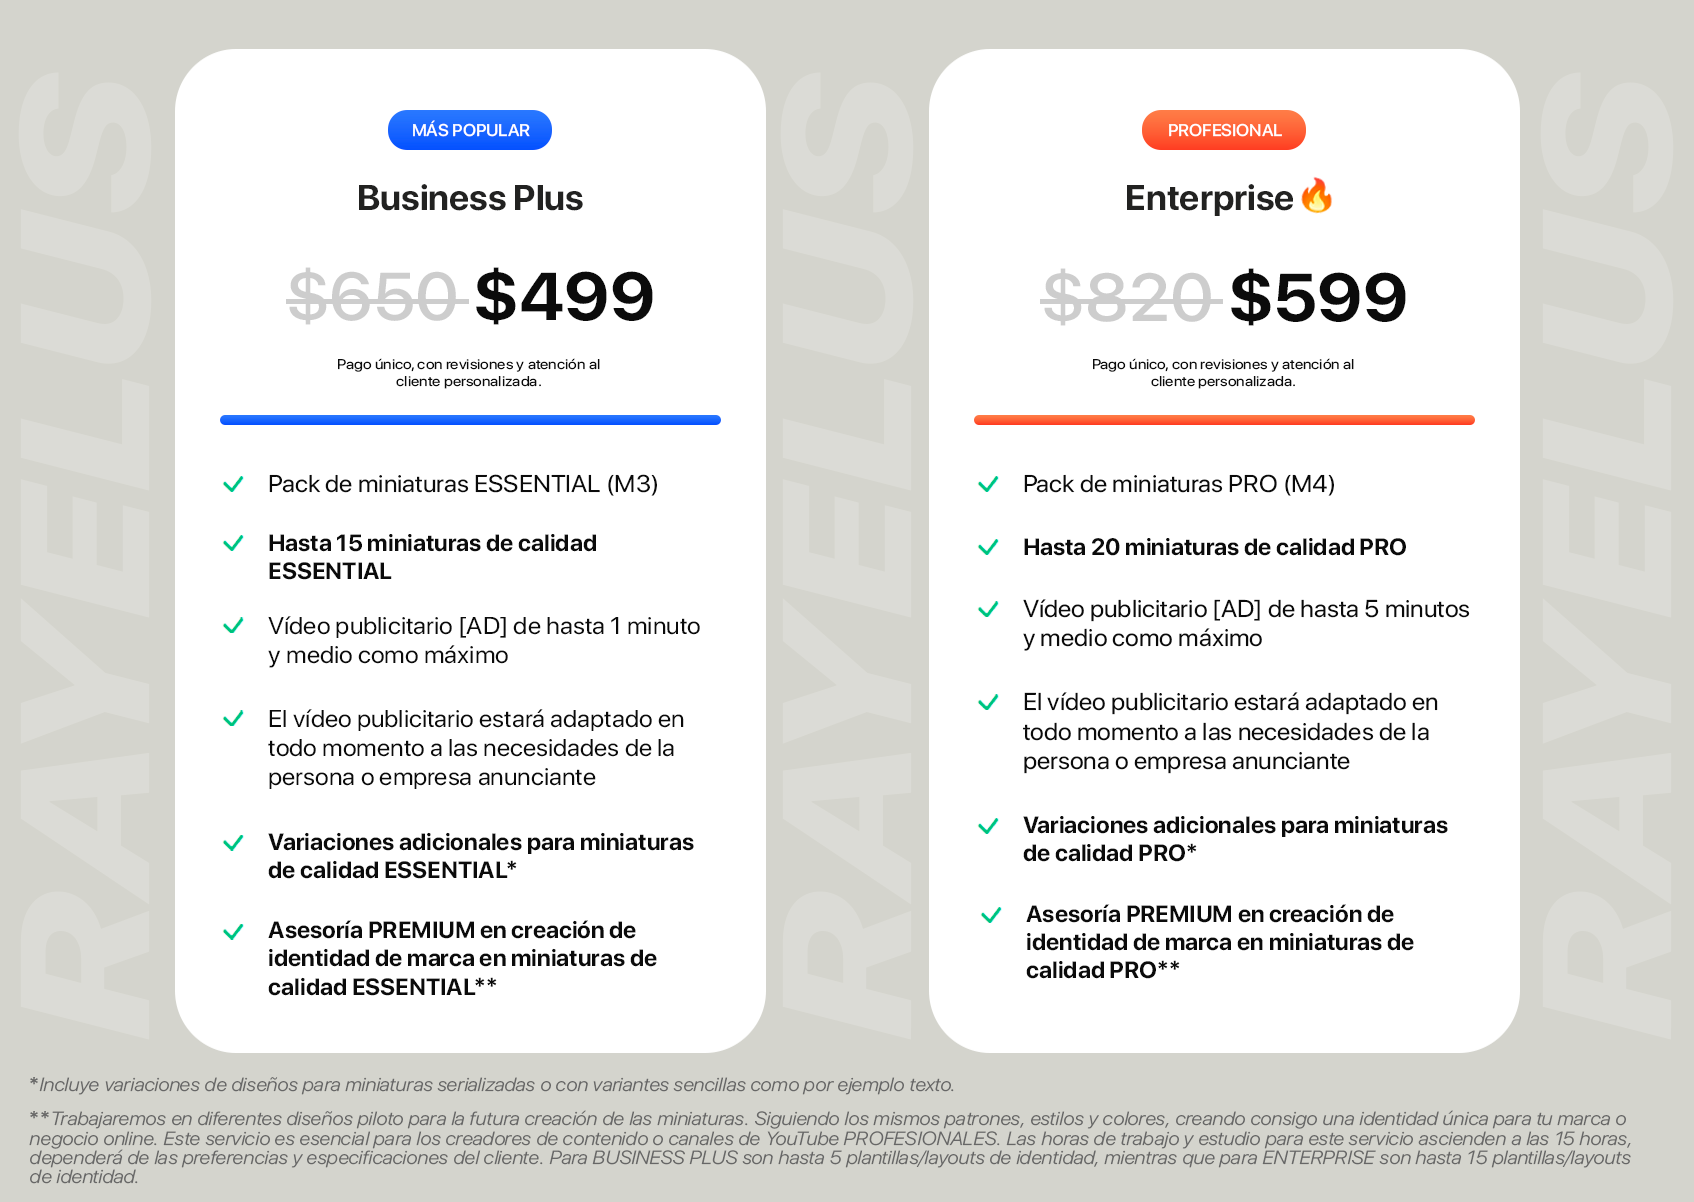 RAYELUS
RAYELUS
RAYELUS
MÁS POPULAR
Business Plus
$650 $499
Pago único, con revisiones y atención al
cliente personalizada.
Pack de miniaturas ESSENTIAL (M3)
Hasta 15 miniaturas de calidad
ESSENTIAL
Vídeo publicitario [AD] de hasta 1 minuto
y medio como máximo
El vídeo publicitario estará adaptado en
todo momento a las necesidades de la
persona o empresa anunciante
Variaciones adicionales para miniaturas
de calidad ESSENTIAL*
Asesoría PREMIUM en creación de
identidad de marca en miniaturas de
calidad ESSENTIAL**
PROFESIONAL
Enterprise🔥
$820 $599
Pago único, con revisiones y atención al
cliente personalizada.
Pack de miniaturas PRO (M4)
Hasta 20 miniaturas de calidad PRO
Vídeo publicitario [AD] de hasta 5 minutos
y medio como máximo
El vídeo publicitario estará adaptado en
todo momento a las necesidades de la
persona o empresa anunciante
Variaciones adicionales para miniaturas
de calidad PRO*
Asesoría PREMIUM en creación de
identidad de marca en miniaturas de
calidad PRO**
*Incluye variaciones de diseños para miniaturas serializadas o con variantes sencillas como por ejemplo texto.
**Trabajaremos en diferentes diseños piloto para la futura creación de las miniaturas. Siguiendo los mismos patrones, estilos y colores, creando consigo una identidad única para tu marca o
negocio online. Este servicio es esencial para los creadores de contenido o canales de YouTube PROFESIONALES. Las horas de trabajo y estudio para este servicio ascienden a las 15 horas,
dependerá de las preferencias y especificaciones del cliente. Para BUSINESS PLUS son hasta 5 plantillas/layouts de identidad, mientras que para ENTERPRISE son hasta 15 plantillas/layouts
de identidad.